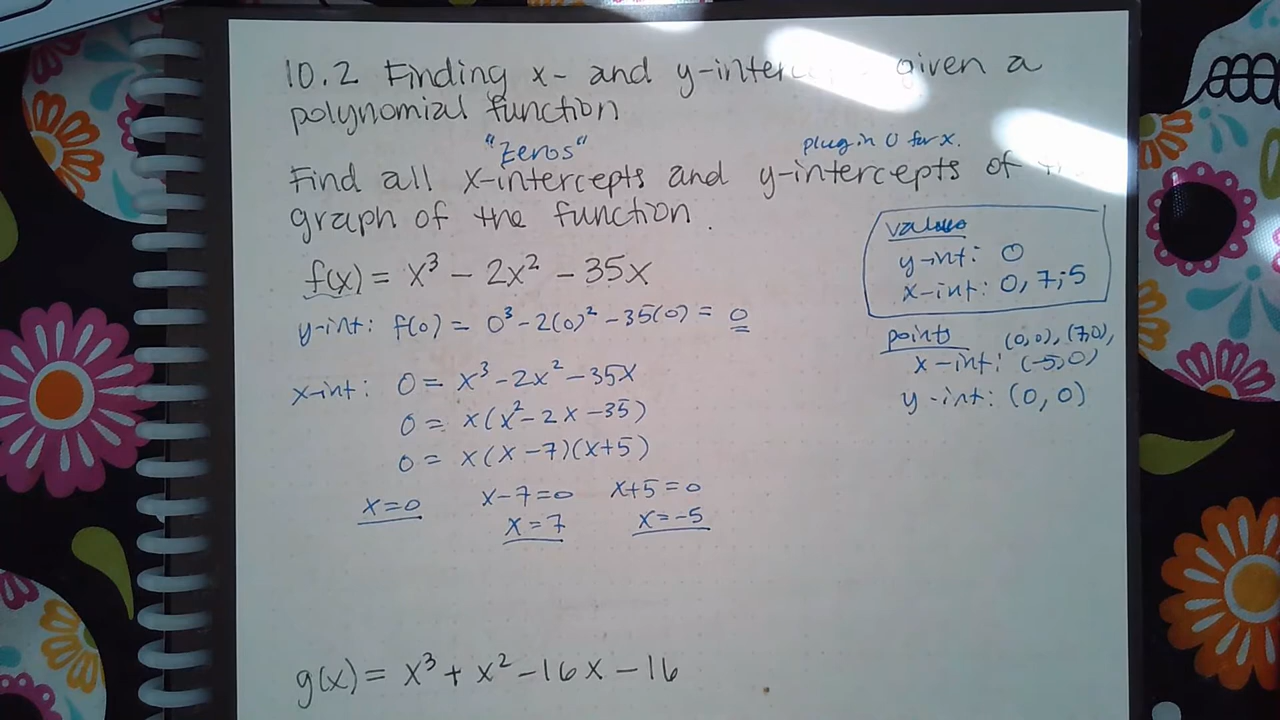 10.2 Finding x- and y-interc given a
polynomial function
"zeros"
plug in 0 for x.
Find all x-intercepts and y-intercepts of
graph of the function.
f(x) = x³ - 2x² - 35x
y-int: f(0) = 0³ - 2(0)² - 35(0) = 0
x-int: 0 = x³ - 2x² - 35x
0 = x(x² - 2x - 35)
0 = x(x - 7)(x + 5)
x = 0 x - 7 = 0 x + 5 = 0
x = 7 x = -5
values
y-int: 0
x-int: 0, 7, -5
points (0,0), (7,0),
x-int: (-5,0)
y-int: (0, 0)
g(x) = x³ + x² - 16x - 16